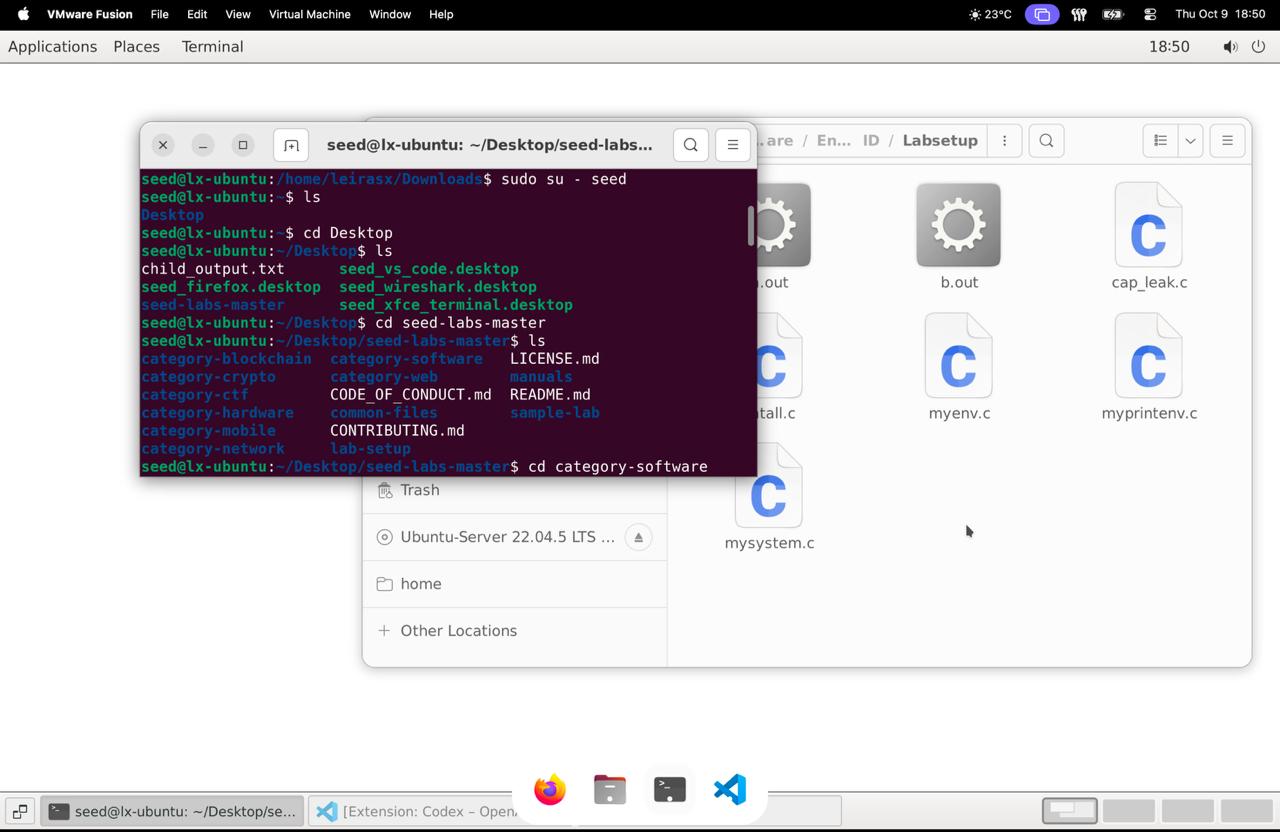 VMware Fusion File Edit View Virtual Machine Window Help 23°C Thu Oct 9 18:50
Applications Places Terminal 18:50
seed@lx-ubuntu: ~/Desktop/seed-labs...
seed@lx-ubuntu:/home/leirasx/Downloads$ sudo su - seed
seed@lx-ubuntu:~$ ls
Desktop
seed@lx-ubuntu:~$ cd Desktop
seed@lx-ubuntu:~/Desktop$ ls
child_output.txt seed_vs_code.desktop
seed_firefox.desktop seed_wireshark.desktop
seed-labs-master seed_xfce_terminal.desktop
seed@lx-ubuntu:~/Desktop$ cd seed-labs-master
seed@lx-ubuntu:~/Desktop/seed-labs-master$ ls
category-blockchain category-software LICENSE.md
category-crypto category-web manuals
category-ctf CODE_OF_CONDUCT.md README.md
category-hardware common-files sample-lab
category-mobile CONTRIBUTING.md
category-network lab-setup
seed@lx-ubuntu:~/Desktop/seed-labs-master$ cd category-software
...are / En... ID / Labsetup
.out b.out C cap_leak.c
C tall.c C myenv.c C myprintenv.c
C mysystem.c
Trash
Ubuntu-Server 22.04.5 LTS ...
home
Other Locations
seed@lx-ubuntu: ~/Desktop/se... [Extension: Codex – OpenA